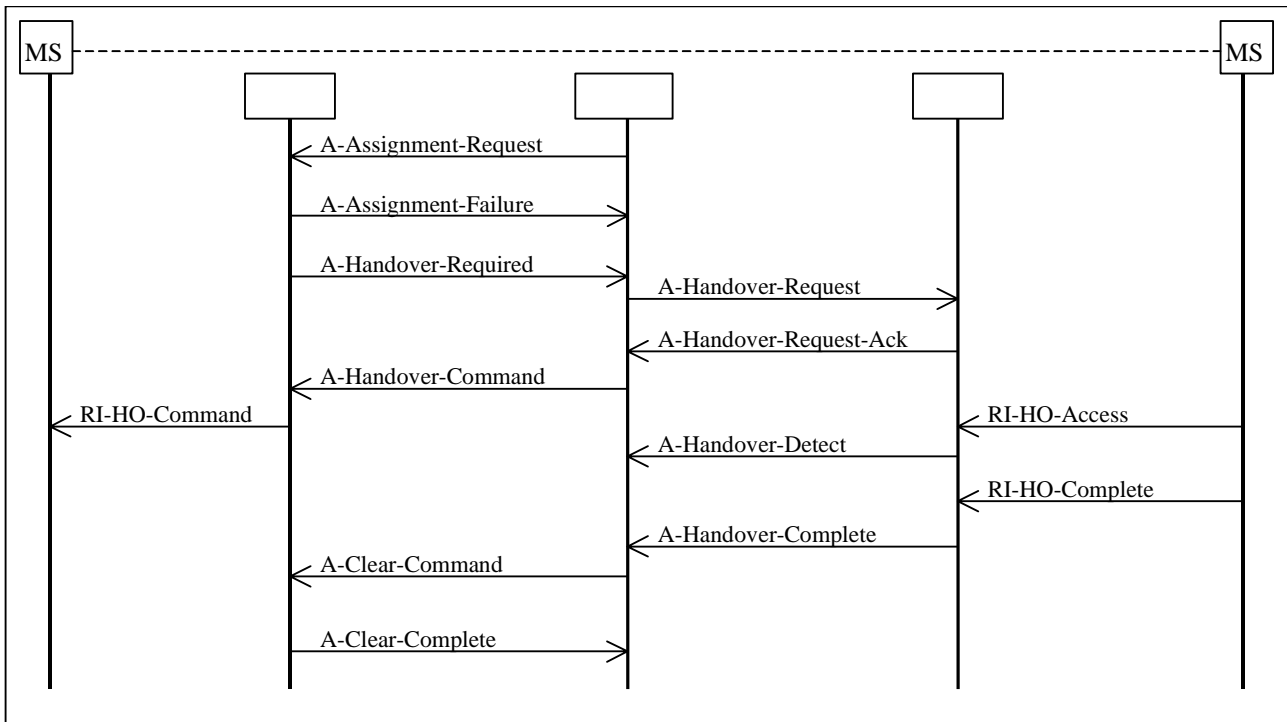 MS
MS
A-Assignment-Request
A-Assignment-Failure
A-Handover-Required
A-Handover-Request
A-Handover-Request-Ack
A-Handover-Command
RI-HO-Command
RI-HO-Access
A-Handover-Detect
RI-HO-Complete
A-Handover-Complete
A-Clear-Command
A-Clear-Complete